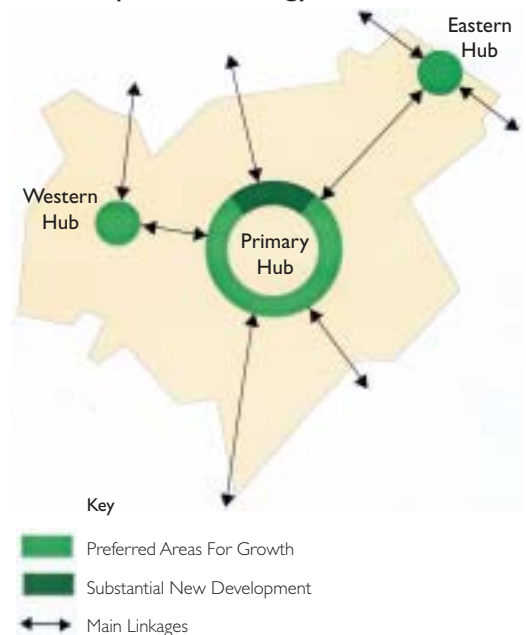 Eastern
Hub
Western
Hub
Primary
Hub
Key
Preferred Areas For Growth
Substantial New Development
Main Linkages